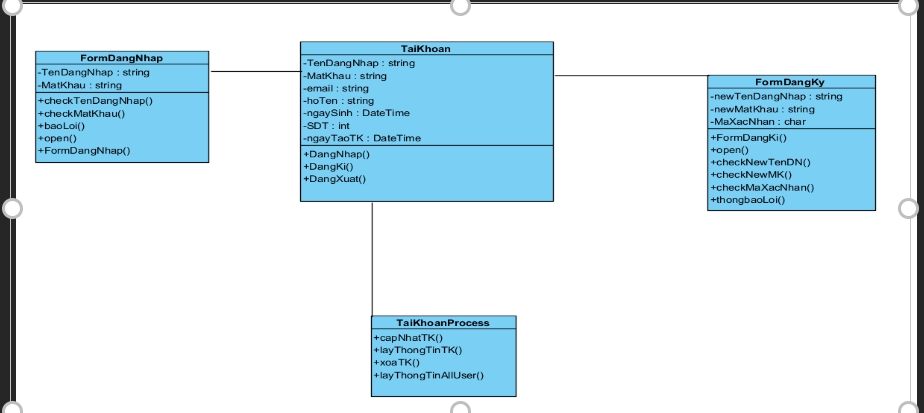 FormDangNhap
-TenDangNhap : string
-MatKhau : string
+checkTenDangNhap()
+checkMatKhau()
+baoLoi()
+open()
+FormDangNhap()
TaiKhoan
-TenDangNhap : string
-MatKhau : string
-email : string
-hoTen : string
-ngaySinh : DateTime
-SDT : int
-ngayTaoTK : DateTime
+DangNhap()
+DangKi()
+DangXuat()
FormDangKy
-newTenDangNhap : string
-newMatKhau : string
-MaXacNhan : char
+FormDangKi()
+open()
+checkNewTenDN()
+checkNewMK()
+checkMaXacNhan()
+thongbaoLoi()
TaiKhoanProcess
+capNhatTK()
+layThongTinTK()
+xoaTK()
+layThongTinAllUser()